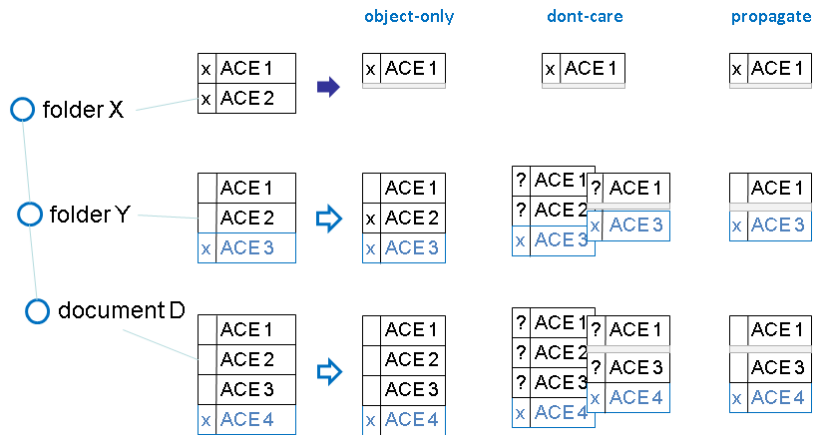 object-only dont-care propagate
x ACE 1 x ACE 1 x ACE 1 x ACE 1
x ACE 2
folder X
ACE 1 ACE 1 ? ACE 1 ? ACE 1 ACE 1
folder Y ACE 2 x ACE 2 ? ACE 2
x ACE 3 x ACE 3 x ACE 3 x ACE 3 x ACE 3
document D
ACE 1 ACE 1 ? ACE 1 ? ACE 1 ACE 1
ACE 2 ACE 2 ? ACE 2
ACE 3 ACE 3 ? ACE 3 ? ACE 3 ACE 3
x ACE 4 x ACE 4 x ACE 4 x ACE 4 x ACE 4